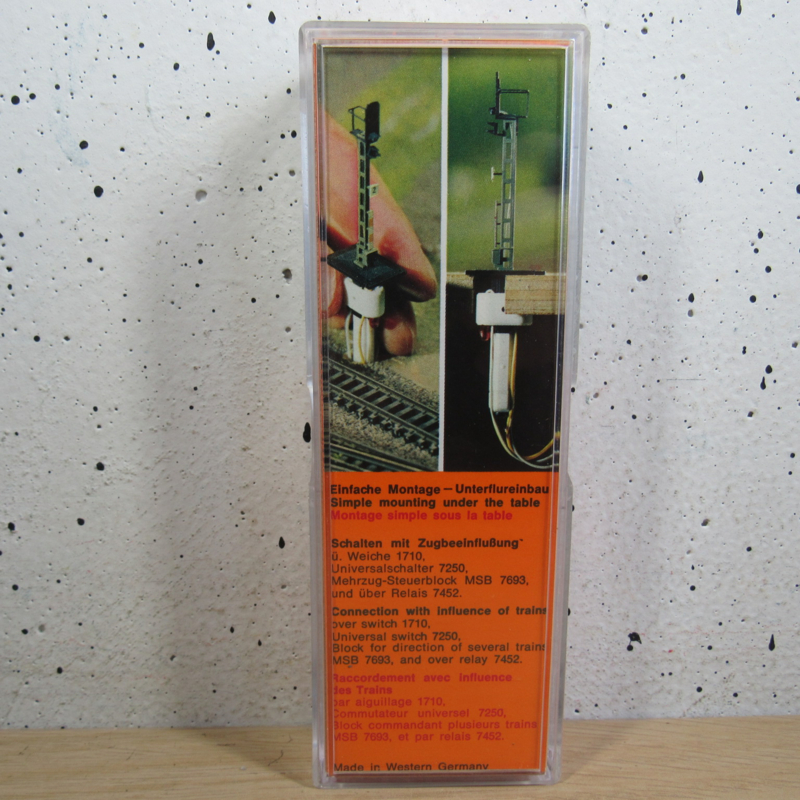 Einfache Montage – Unterflureinbau
Simple mounting under the table
Montage simple sous la table
Schalten mit Zugbeeinflußung"
ü. Weiche 1710,
Universalschalter 7250,
Mehrzug-Steuerblock MSB 7693,
und über Relais 7452.
Connection with influence of trains
over switch 1710,
Universal switch 7250,
Block for direction of several trains
MSB 7693, and over relay 7452.
Raccordement avec influence
des Trains
par aiguillage 1710,
Commutateur universel 7250,
Block commandant plusieurs trains
MSB 7693, et par relais 7452.
Made in Western Germany